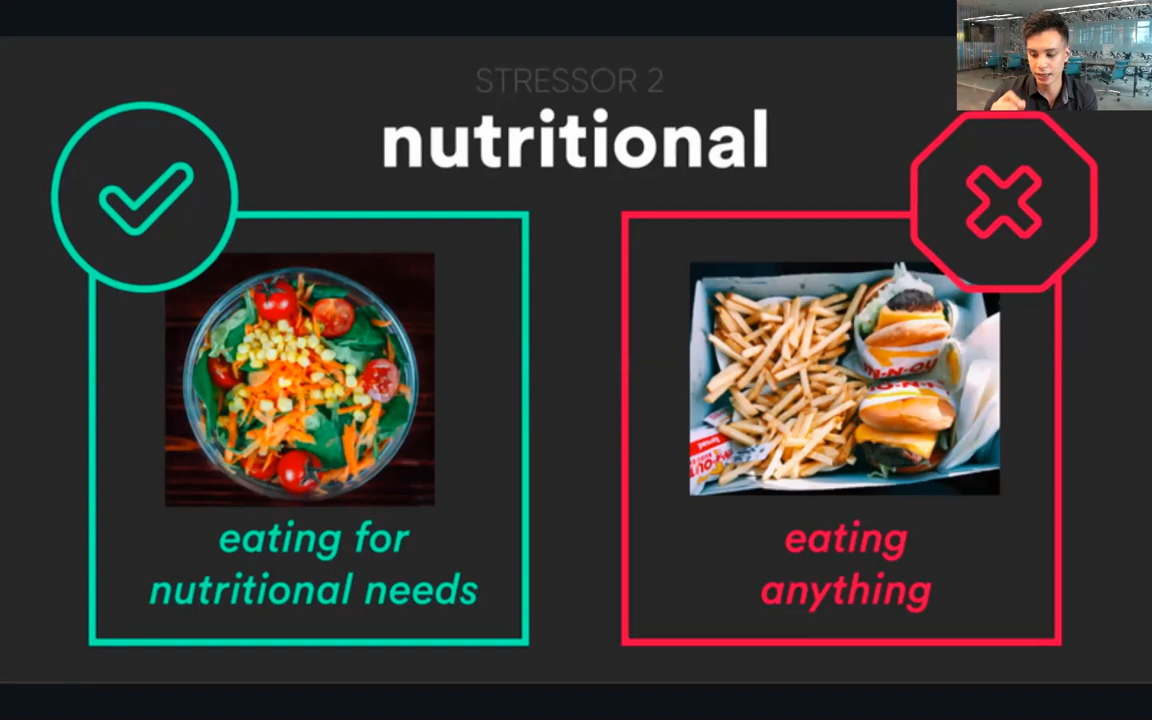 STRESSOR 2
nutritional
eating for
nutritional needs
eating
anything